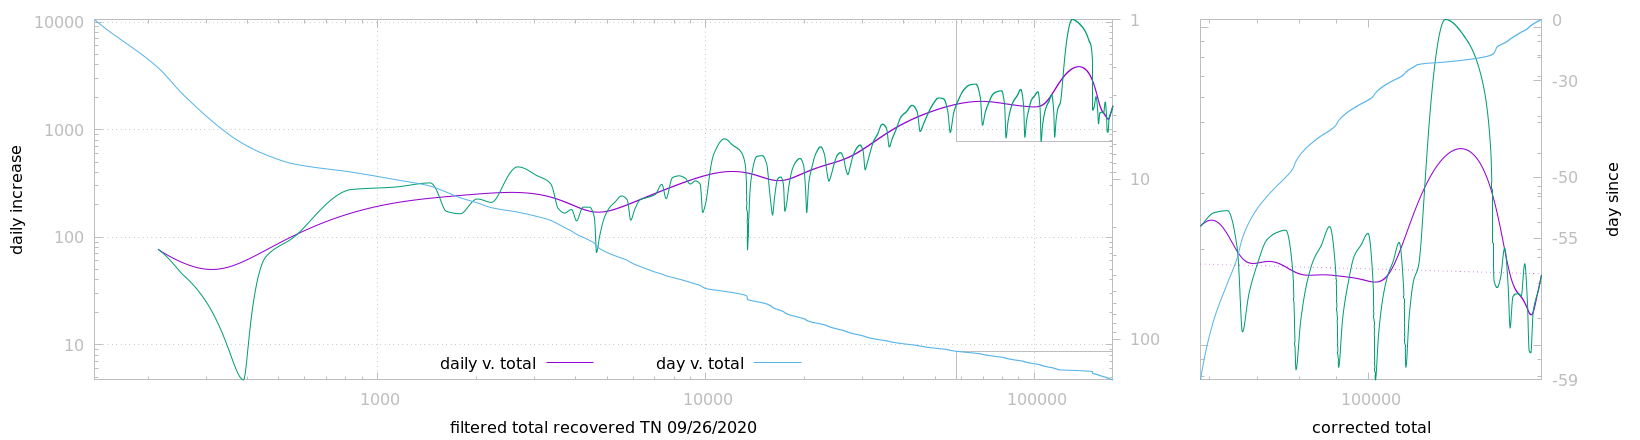 10000
1000
100
10
daily increase
1
10
100
daily v. total
day v. total
1000
10000
100000
filtered total recovered TN 09/26/2020
0
-30
-50
-55
-59
day since
100000
corrected total